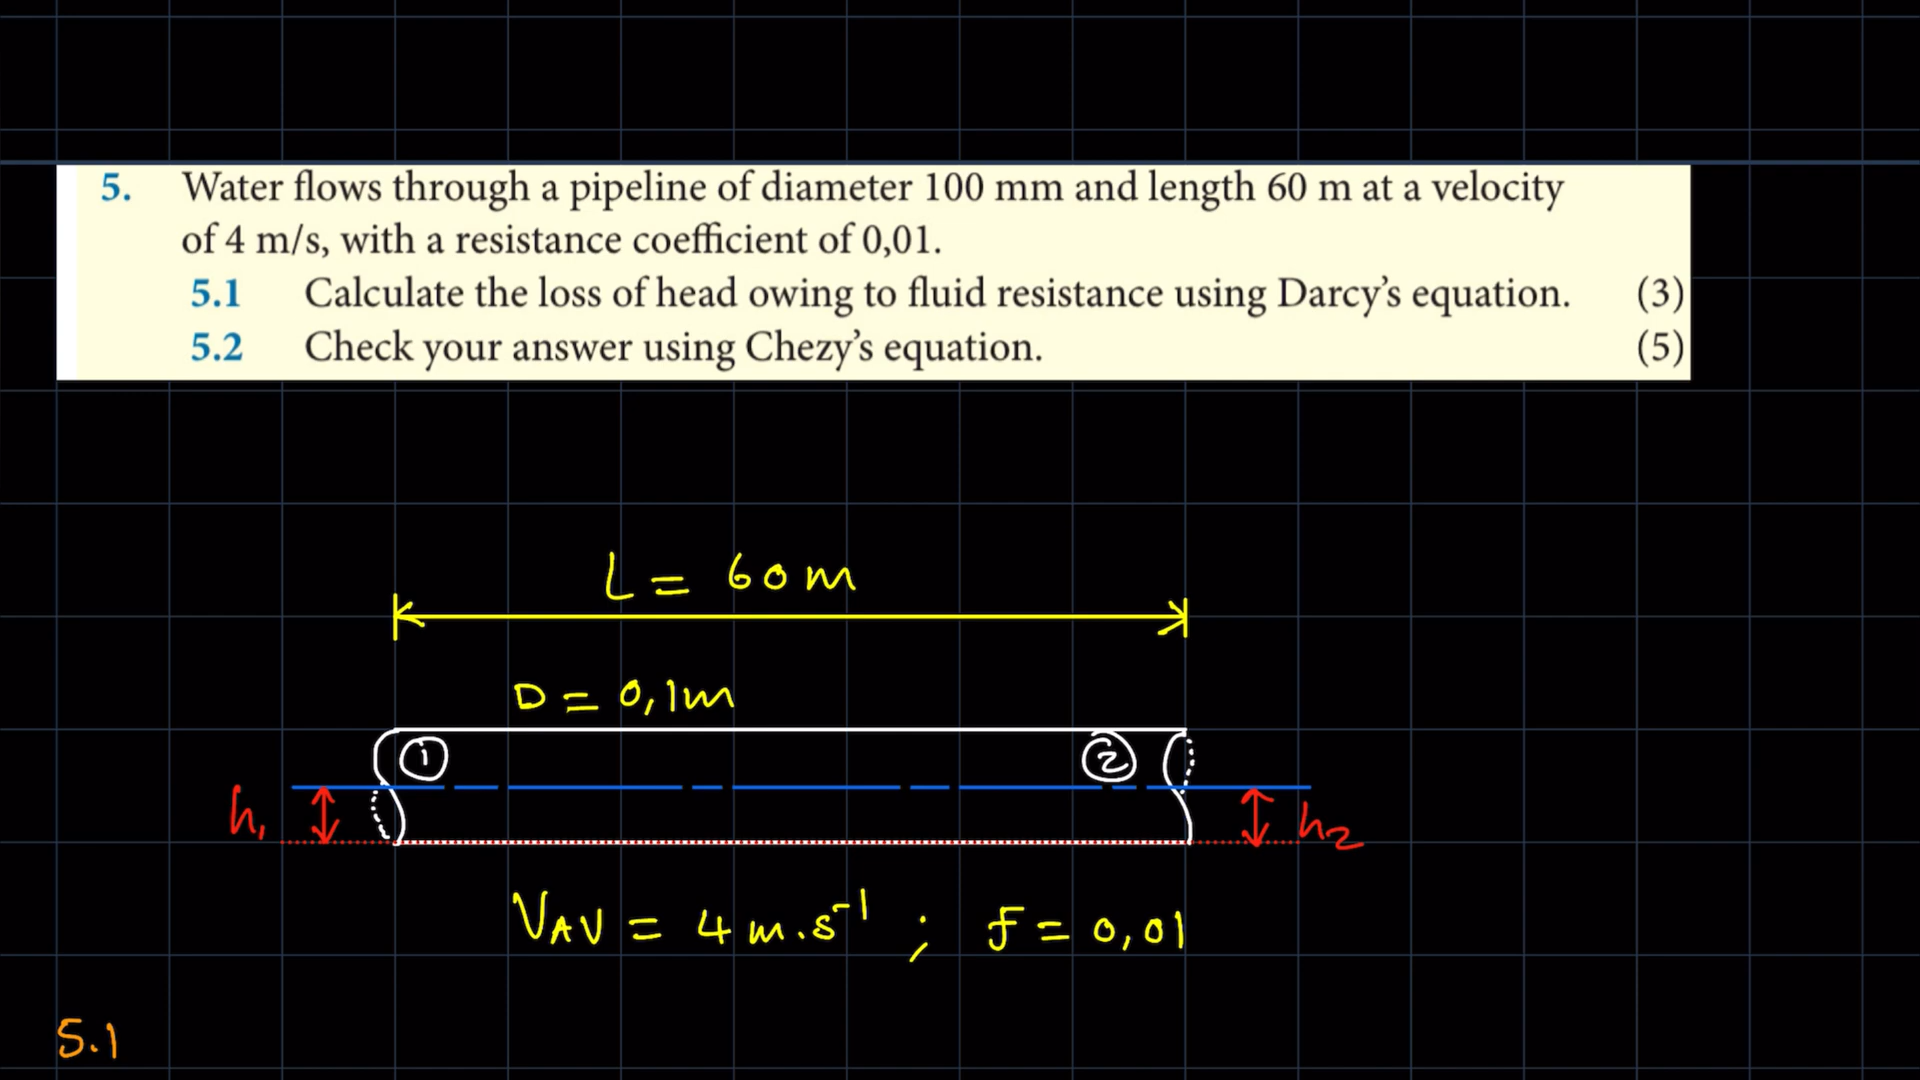 5. Water flows through a pipeline of diameter 100 mm and length 60 m at a velocity
of 4 m/s, with a resistance coefficient of 0,01.
5.1 Calculate the loss of head owing to fluid resistance using Darcy’s equation. (3)
5.2 Check your answer using Chezy’s equation. (5)
L = 60 m
D = 0,1m
① ②
h₁ h₂
V_AV = 4 m.s⁻¹ ; f = 0,01
5.1